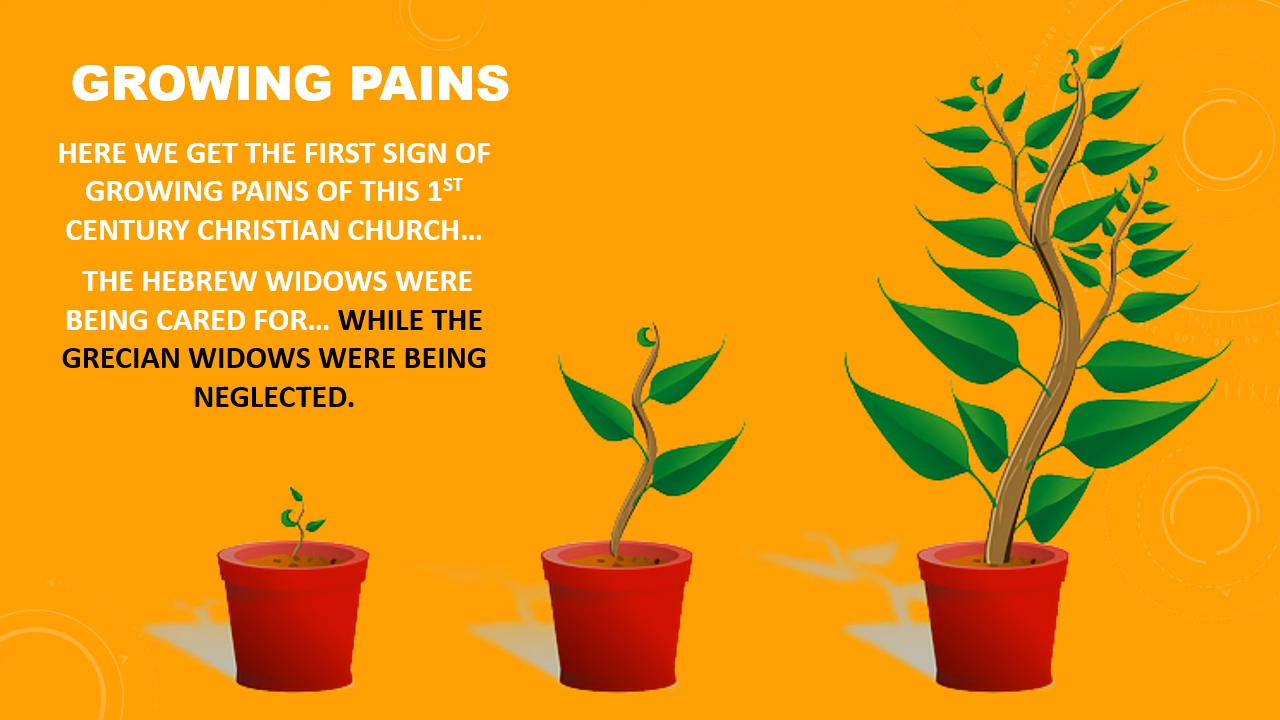 GROWING PAINS
HERE WE GET THE FIRST SIGN OF
GROWING PAINS OF THIS 1ST
CENTURY CHRISTIAN CHURCH…
THE HEBREW WIDOWS WERE
BEING CARED FOR… WHILE THE
GRECIAN WIDOWS WERE BEING
NEGLECTED.